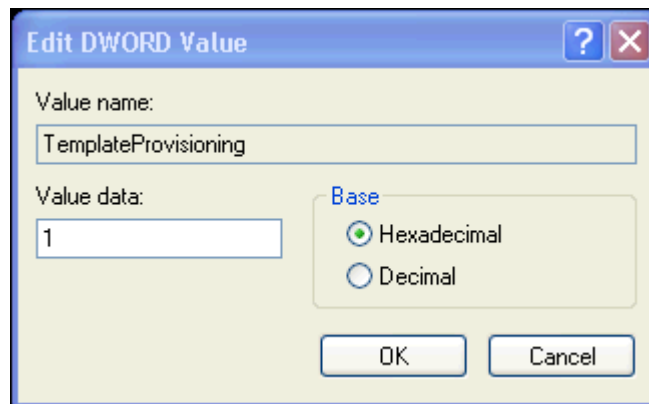 Edit DWORD Value
Value name:
TemplateProvisioning
Value data:
1
Base
Hexadecimal
Decimal
OK
Cancel